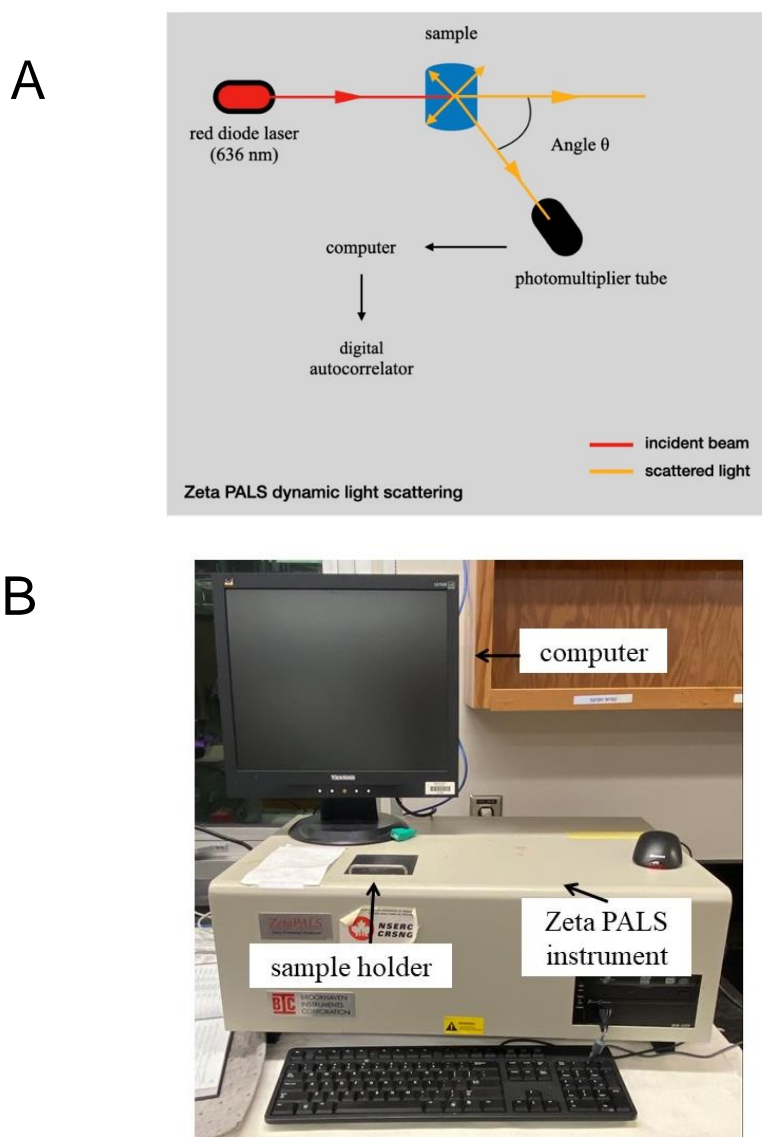 A
sample
red diode laser
(636 nm)
Angle θ
computer
photomultiplier tube
digital
autocorrelator
incident beam
scattered light
Zeta PALS dynamic light scattering
B
computer
ViewSonic
Zeta PALS
instrument
ZetaPALS
NSERC
CRSNG
sample holder
BIC
BROOKHAVEN
INSTRUMENTS
CORPORATION